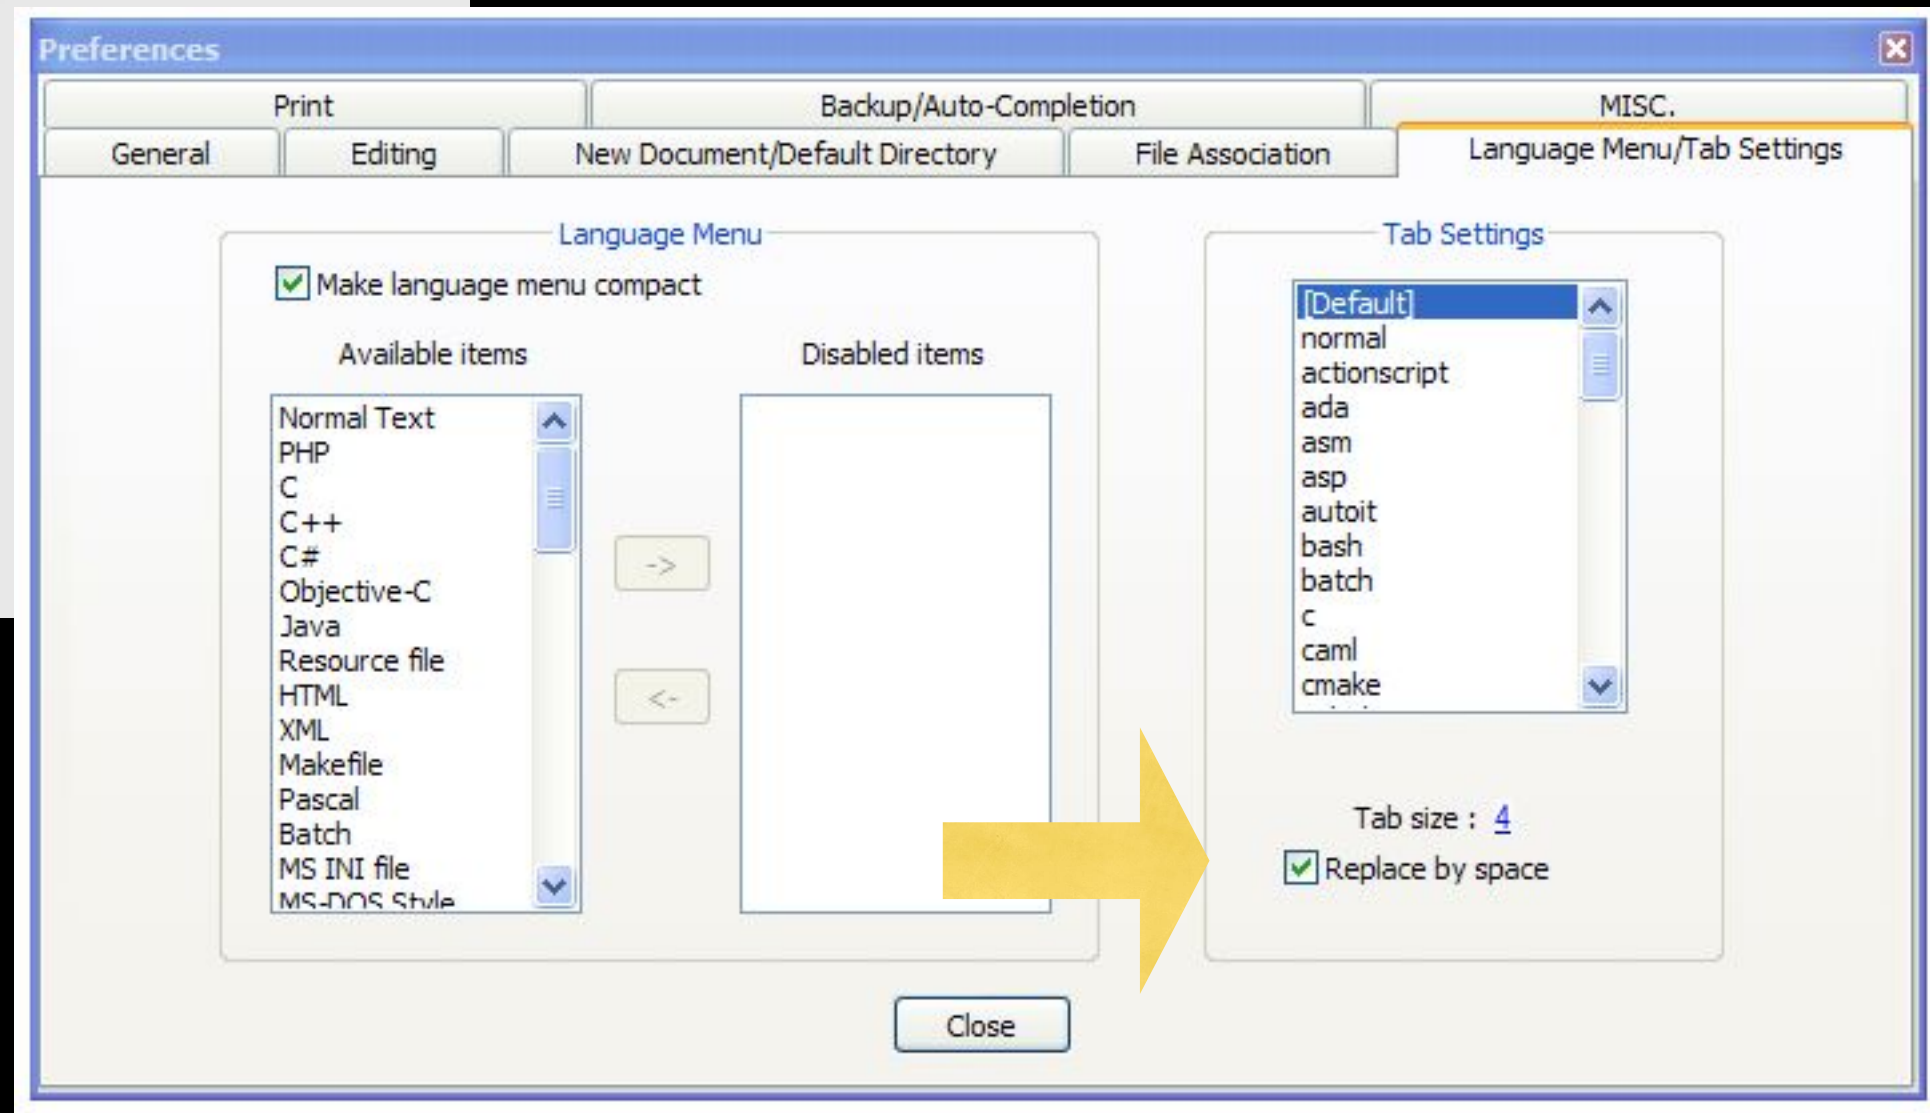 Preferences
Print
Backup/Auto-Completion
MISC.
General
Editing
New Document/Default Directory
File Association
Language Menu/Tab Settings
Language Menu
Make language menu compact
Available items
Disabled items
Normal Text
PHP
C
C++
C#
Objective-C
Java
Resource file
HTML
XML
Makefile
Pascal
Batch
MS INI file
MS-DOS Style
->
<-
Tab Settings
[Default]
normal
actionscript
ada
asm
asp
autoit
bash
batch
c
caml
cmake
Tab size : 4
Replace by space
Close